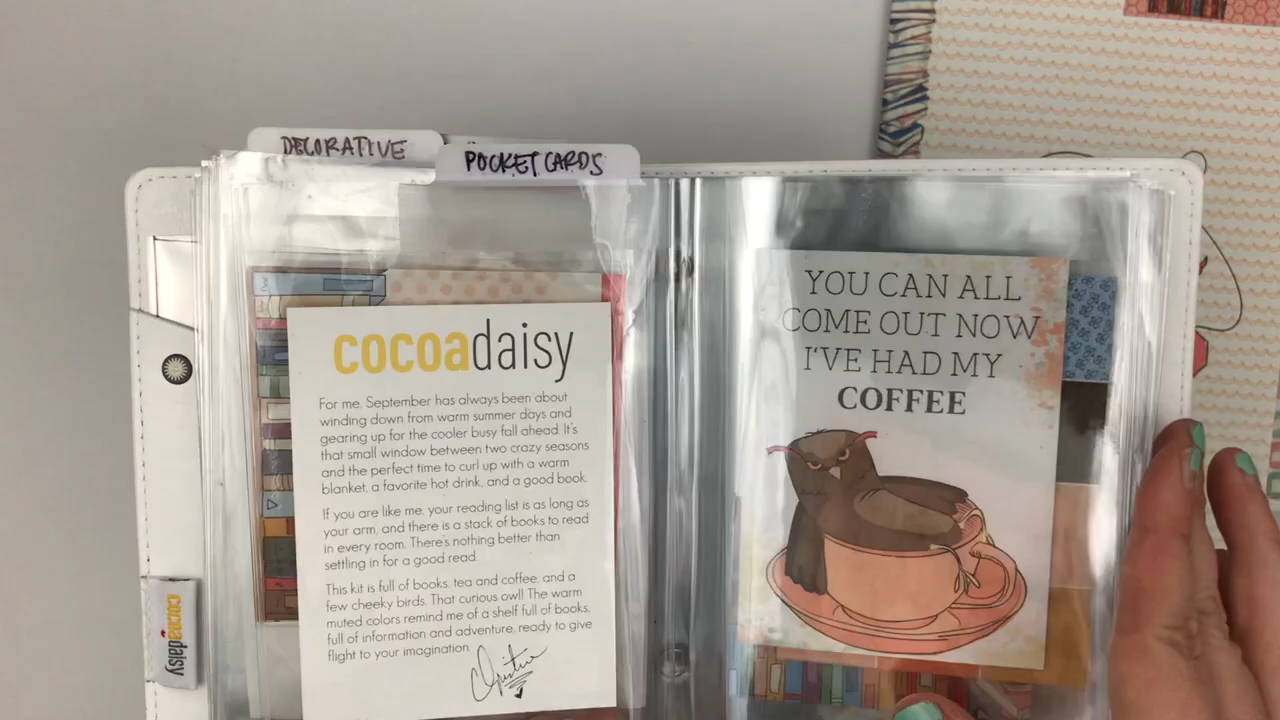 DECORATIVE
POCKET CARDS
cocoadaisy
For me, September has always been about
winding down from warm summer days and
gearing up for the cooler busy fall ahead. It's
that small window between two crazy seasons
and the perfect time to curl up with a warm
blanket, a favorite hot drink, and a good book.
If you are like me, your reading list is as long as
your arm, and there is a stack of books to read
in every room. There's nothing better than
settling in for a good read.
This kit is full of books, tea and coffee, and a
few cheeky birds. That curious owl! The warm
muted colors remind me of a shelf full of books,
full of information and adventure, ready to give
flight to your imagination.
Christine
YOU CAN ALL
COME OUT NOW
I'VE HAD MY
COFFEE
cocoadaisy